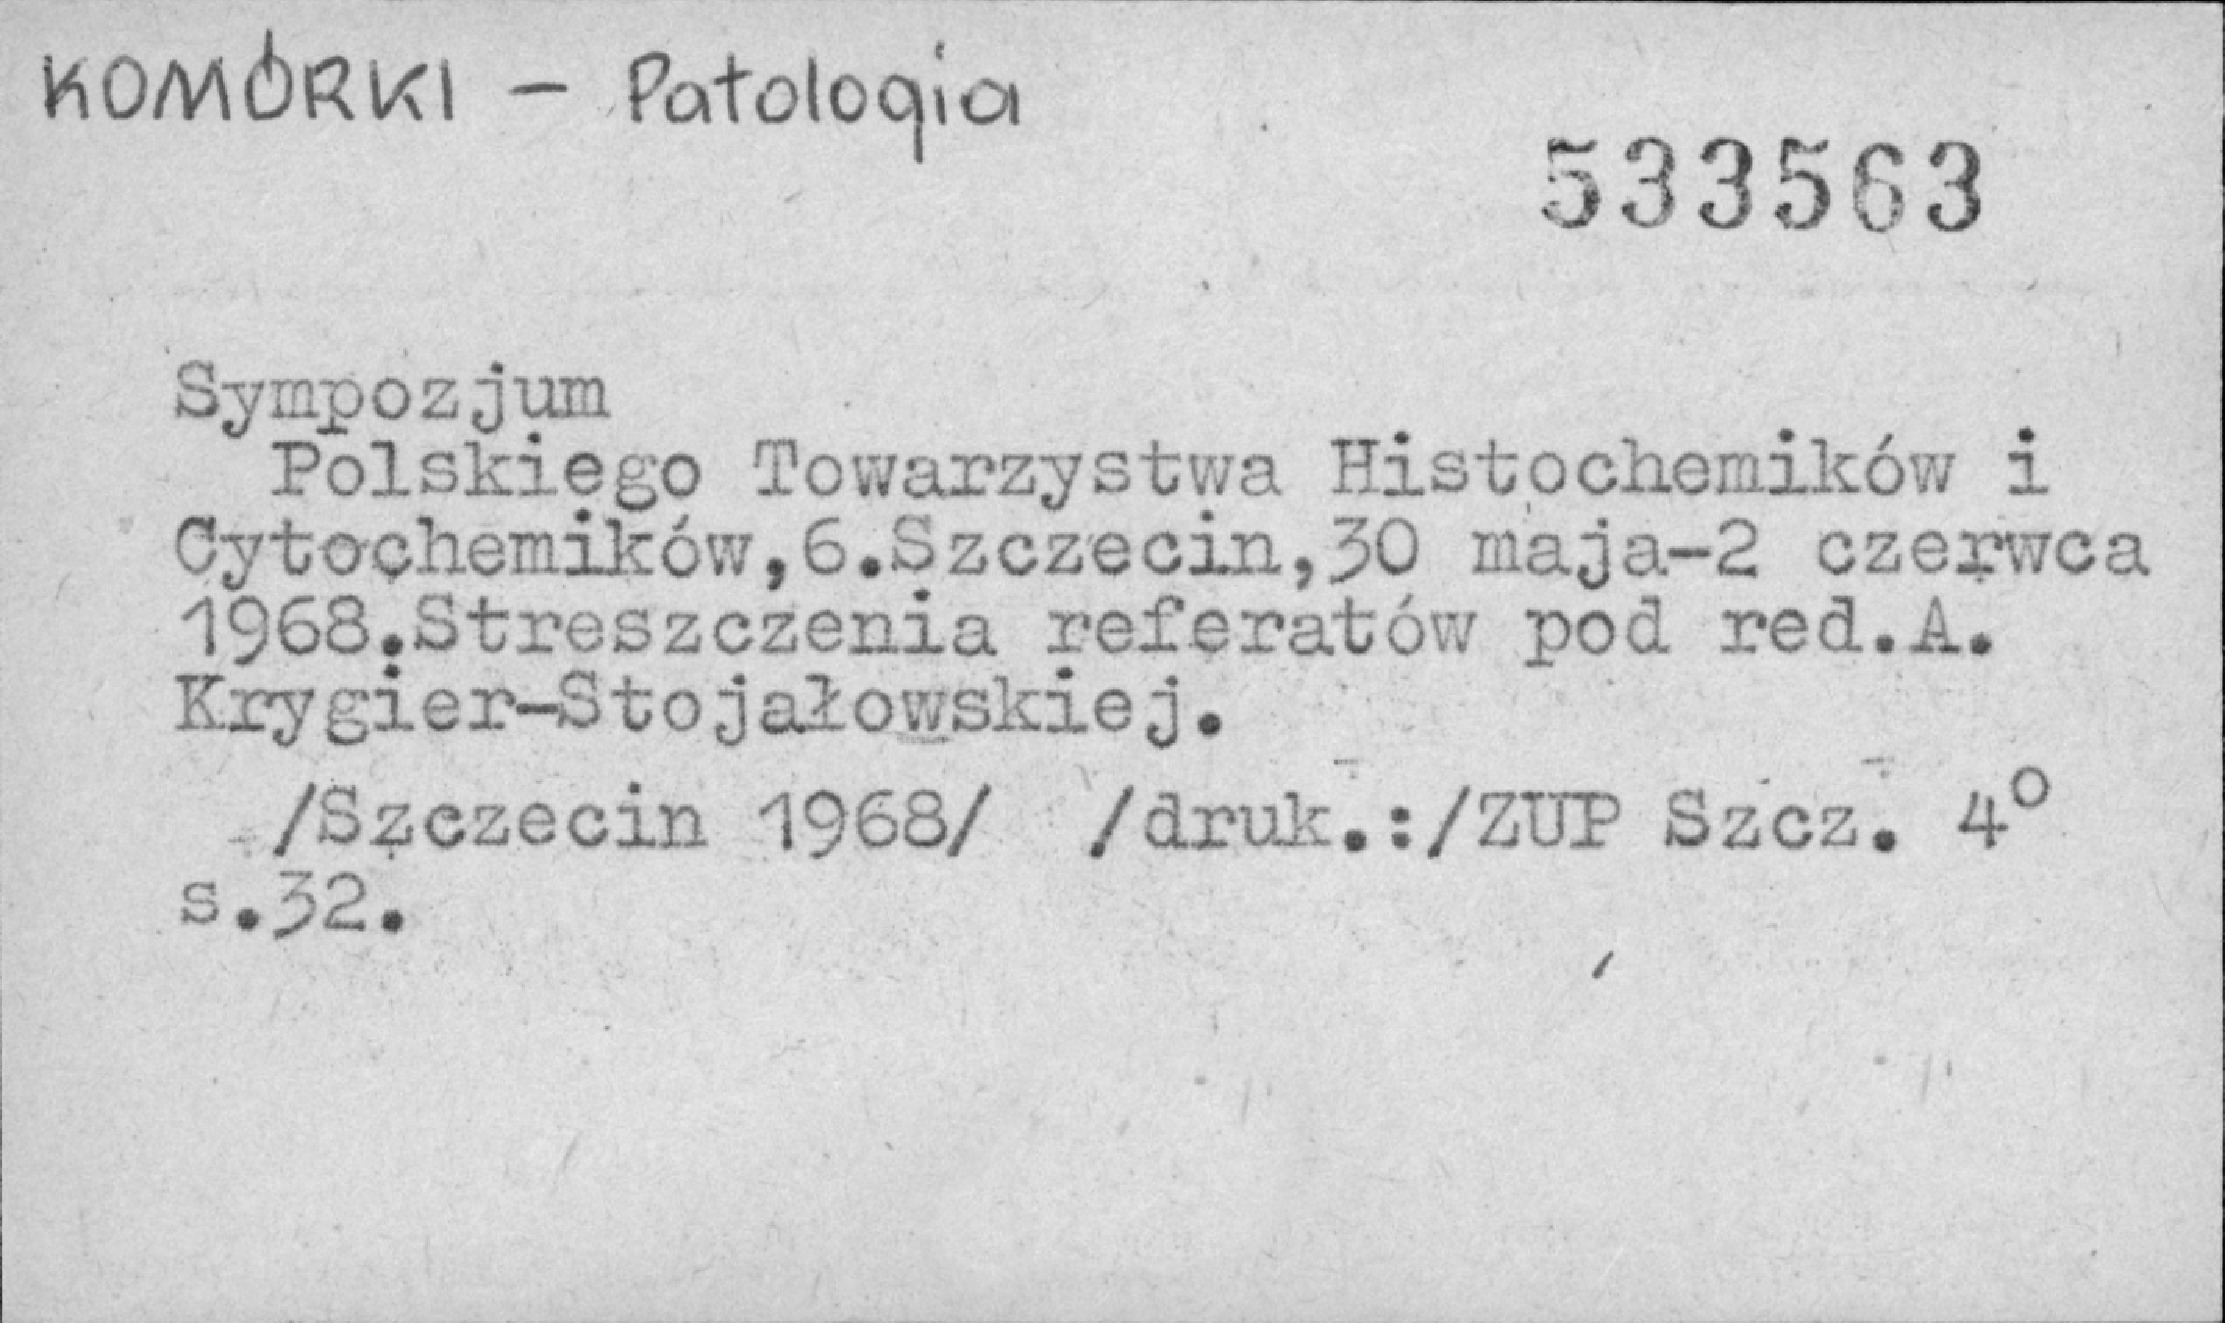 KOMÓRKI - Patologia
533563
Sympozjum
Polskiego Towarzystwa Histochemików i
Cytochemików,6.Szczecin,30 maja-2 czerwca
1968.Streszczenia referatów pod red.A.
Krygier-Stojałowskiej.
/Szczecin 1968/ /druk.:/ZUP Szcz. 4°
s.32.